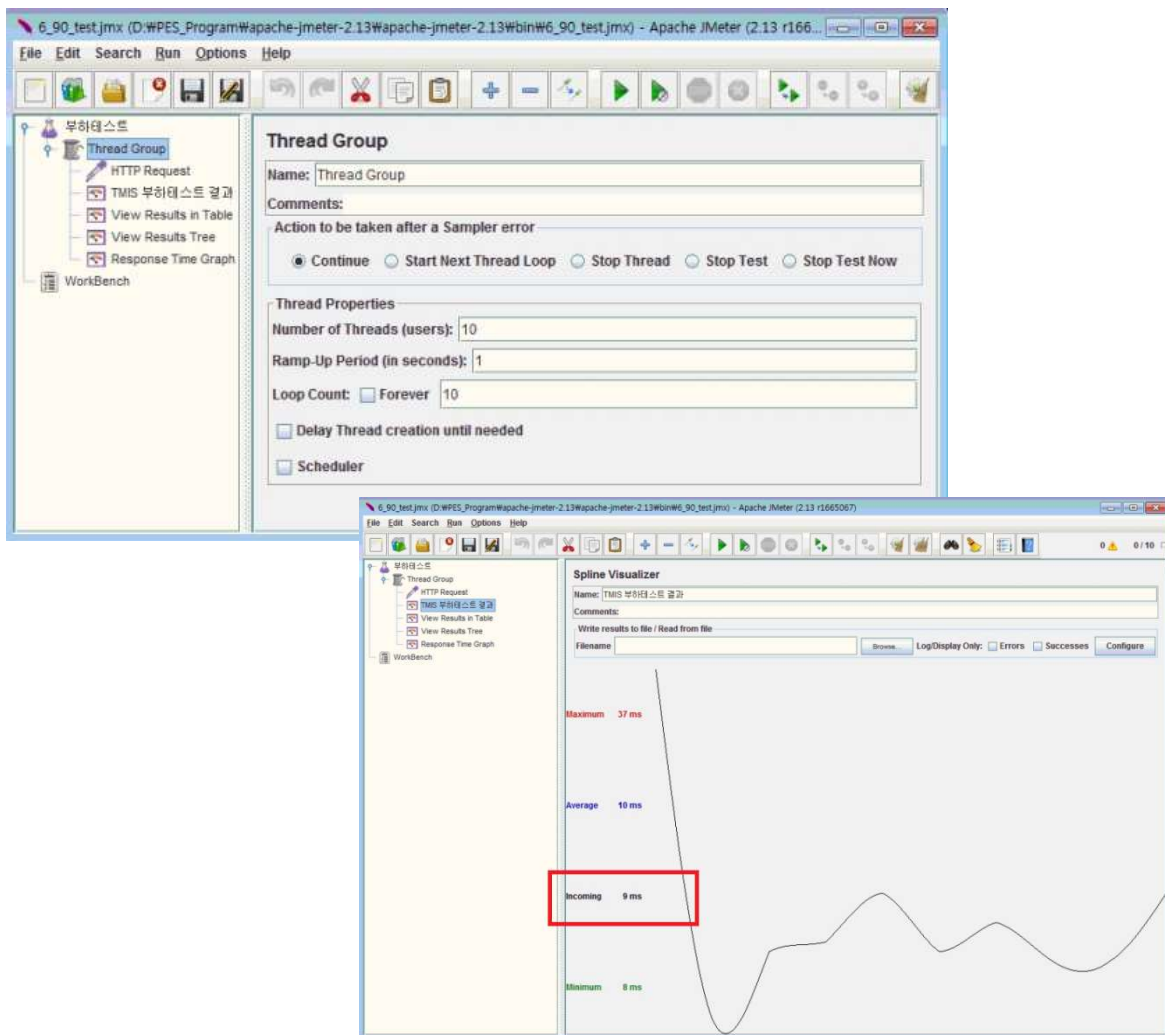 6_90_test.jmx (D:₩PES_Program₩apache-jmeter-2.13₩apache-jmeter-2.13₩bin₩6_90_test.jmx) - Apache JMeter (2.13 r166...
File Edit Search Run Options Help
부하테스트
Thread Group
HTTP Request
TMIS 부하테스트 결과
View Results in Table
View Results Tree
Response Time Graph
WorkBench
Thread Group
Name: Thread Group
Comments:
Action to be taken after a Sampler error
Continue Start Next Thread Loop Stop Thread Stop Test Stop Test Now
Thread Properties
Number of Threads (users): 10
Ramp-Up Period (in seconds): 1
Loop Count: Forever 10
Delay Thread creation until needed
Scheduler
6_90_test.jmx (D:₩PES_Program₩apache-jmeter-2.13₩apache-jmeter-2.13₩bin₩6_90_test.jmx) - Apache JMeter (2.13 r1665067)
File Edit Search Run Options Help
0 0 / 10
부하테스트
Thread Group
HTTP Request
TMIS 부하테스트 결과
View Results in Table
View Results Tree
Response Time Graph
WorkBench
Spline Visualizer
Name: TMIS 부하테스트 결과
Comments:
Write results to file / Read from file
Filename Browse... Log/Display Only: Errors Successes Configure
Maximum 37 ms
Average 10 ms
Incoming 9 ms
Minimum 8 ms